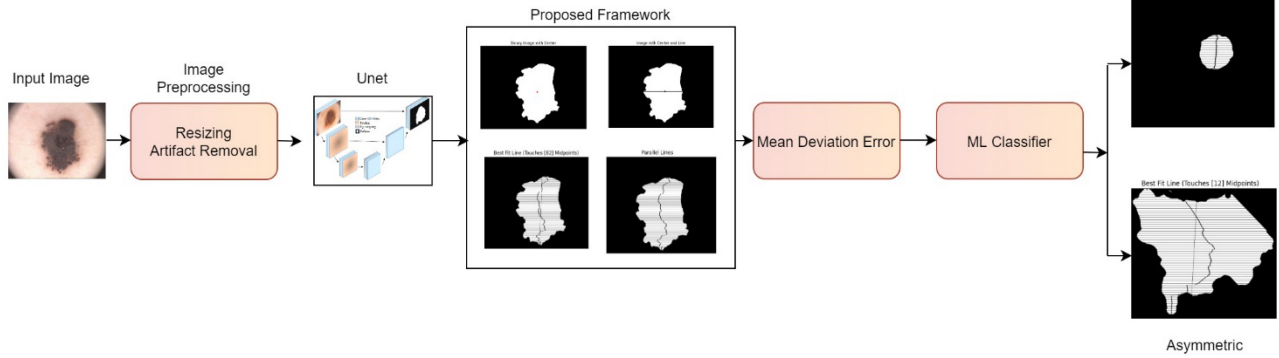 Proposed Framework
Input Image
Image
Preprocessing
Unet
Resizing
Artifact Removal
Binary Image with Center
Image with Center and Line
Best Fit Line (Touches [92] Midpoints)
Parallel Lines
Mean Deviation Error
ML Classifier
Best Fit Line (Touches [12] Midpoints)
Asymmetric